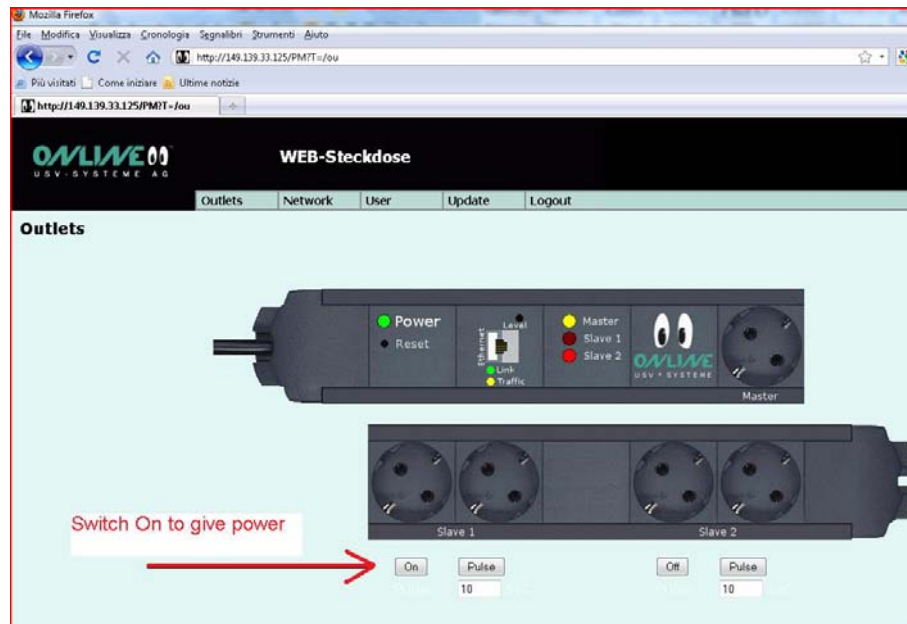 Mozilla Firefox
File Modifica Visualizza Cronologia Segnalibri Strumenti Aiuto
http://149.139.33.125/PM?T=/ou
Più visitati Come iniziare Ultime notizie
http://149.139.33.125/PM?T=/ou
ONLINE
USV-SYSTEME AG
WEB-Steckdose
Outlets Network User Update Logout
Outlets
Power
Reset
Ethernet
Level
Link
Traffic
Master
Slave 1
Slave 2
ONLINE
USV•SYSTEME
Master
Slave 1 Slave 2
Switch On to give power
On Pulse Off Pulse
10 10